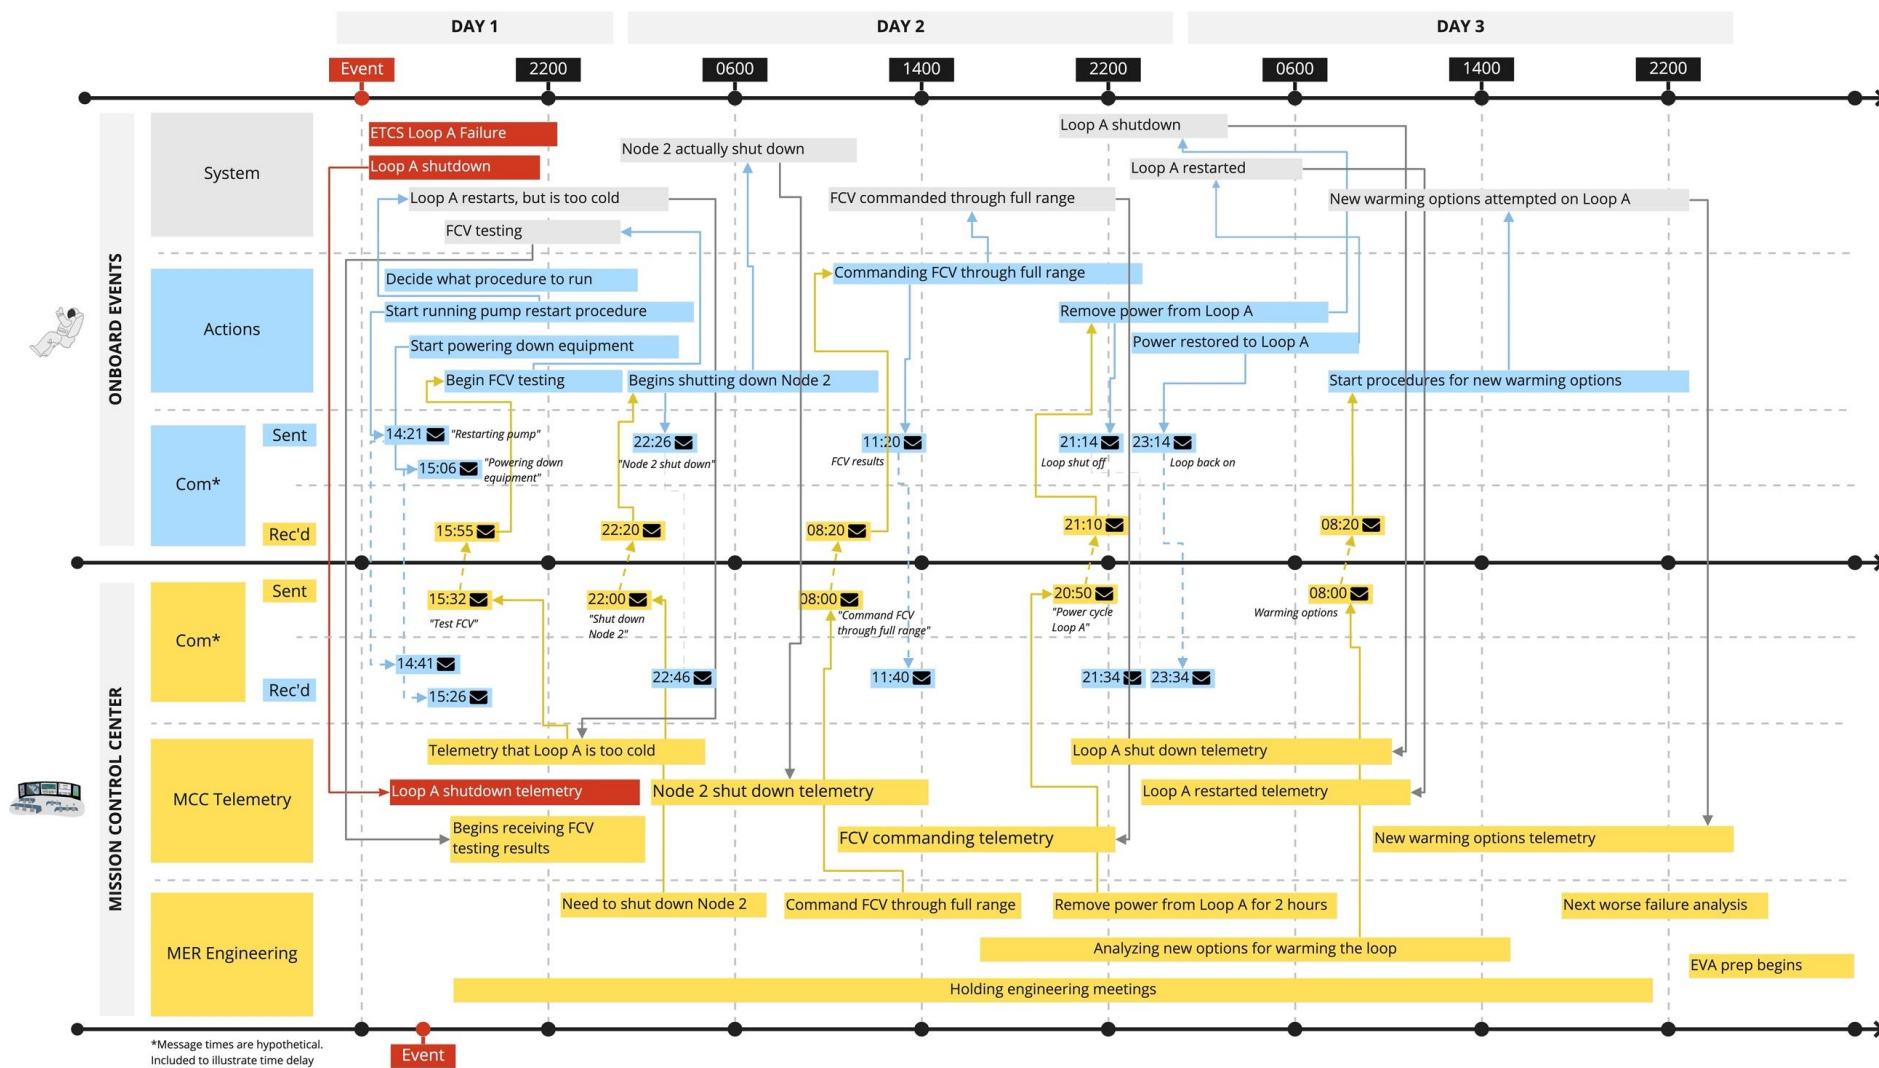 DAY 1
DAY 2
DAY 3
Event
2200
0600
1400
2200
0600
1400
2200
ONBOARD EVENTS
System
ETCS Loop A Failure
Loop A shutdown
Loop A restarts, but is too cold
FCV testing
Node 2 actually shut down
FCV commanded through full range
Loop A shutdown
Loop A restarted
New warming options attempted on Loop A
Actions
Decide what procedure to run
Start running pump restart procedure
Start powering down equipment
Begin FCV testing
Begins shutting down Node 2
Commanding FCV through full range
Remove power from Loop A
Power restored to Loop A
Start procedures for new warming options
Com*
Sent
14:21
"Restarting pump"
15:06
"Powering down
equipment"
22:26
"Node 2 shut down"
11:20
FCV results
21:14
Loop shut off
23:14
Loop back on
Rec'd
15:55
22:20
08:20
21:10
08:20
MISSION CONTROL CENTER
Com*
Sent
15:32
"Test FCV"
22:00
"Shut down
Node 2"
08:00
"Command FCV
through full range"
20:50
"Power cycle
Loop A"
08:00
Warming options
Rec'd
14:41
15:26
22:46
11:40
21:34
23:34
MCC Telemetry
Telemetry that Loop A is too cold
Loop A shutdown telemetry
Begins receiving FCV
testing results
Node 2 shut down telemetry
FCV commanding telemetry
Loop A shut down telemetry
Loop A restarted telemetry
New warming options telemetry
MER Engineering
Need to shut down Node 2
Command FCV through full range
Remove power from Loop A for 2 hours
Next worse failure analysis
Analyzing new options for warming the loop
EVA prep begins
Holding engineering meetings
*Message times are hypothetical.
Included to illustrate time delay
Event